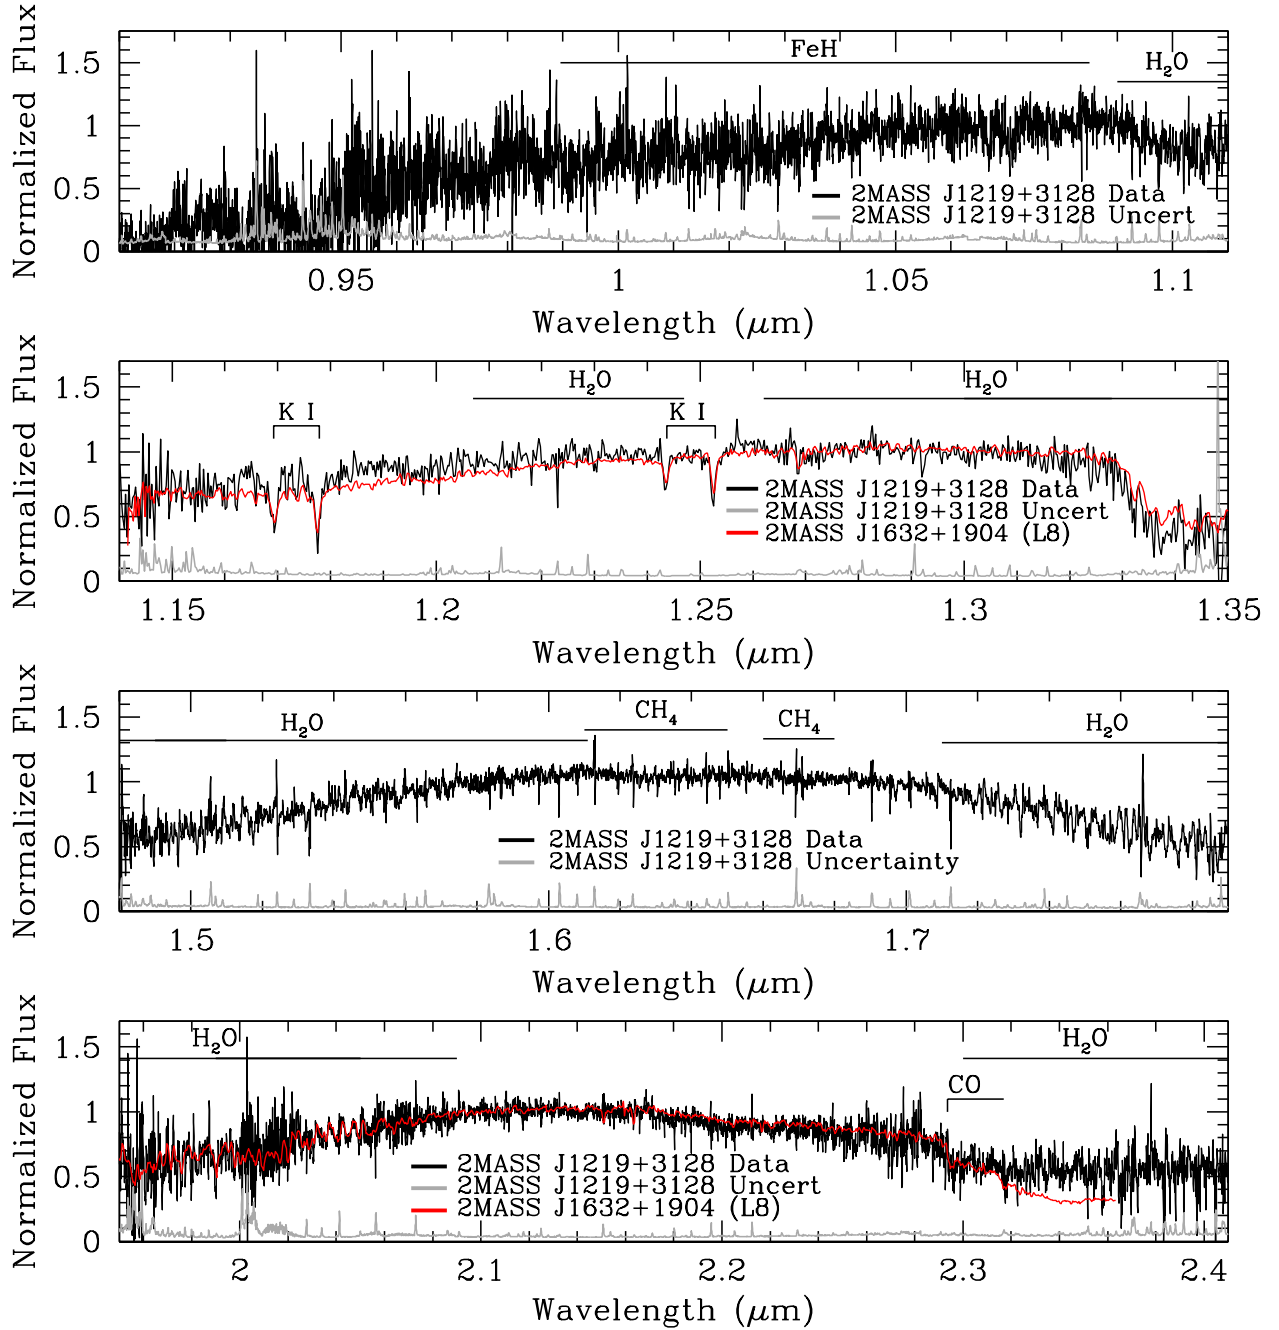 Normalized Flux
0 0.5 1 1.5
FeH
H2O
2MASS J1219+3128 Data
2MASS J1219+3128 Uncert
0.95 1 1.05 1.1
Wavelength (μm)
Normalized Flux
0 0.5 1 1.5
H2O H2O
K I K I
2MASS J1219+3128 Data
2MASS J1219+3128 Uncert
2MASS J1632+1904 (L8)
1.15 1.2 1.25 1.3 1.35
Wavelength (μm)
Normalized Flux
0 0.5 1 1.5
H2O CH4 CH4 H2O
2MASS J1219+3128 Data
2MASS J1219+3128 Uncertainty
1.5 1.6 1.7
Wavelength (μm)
Normalized Flux
0 0.5 1 1.5
H2O H2O
CO
2MASS J1219+3128 Data
2MASS J1219+3128 Uncert
2MASS J1632+1904 (L8)
2 2.1 2.2 2.3 2.4
Wavelength (μm)